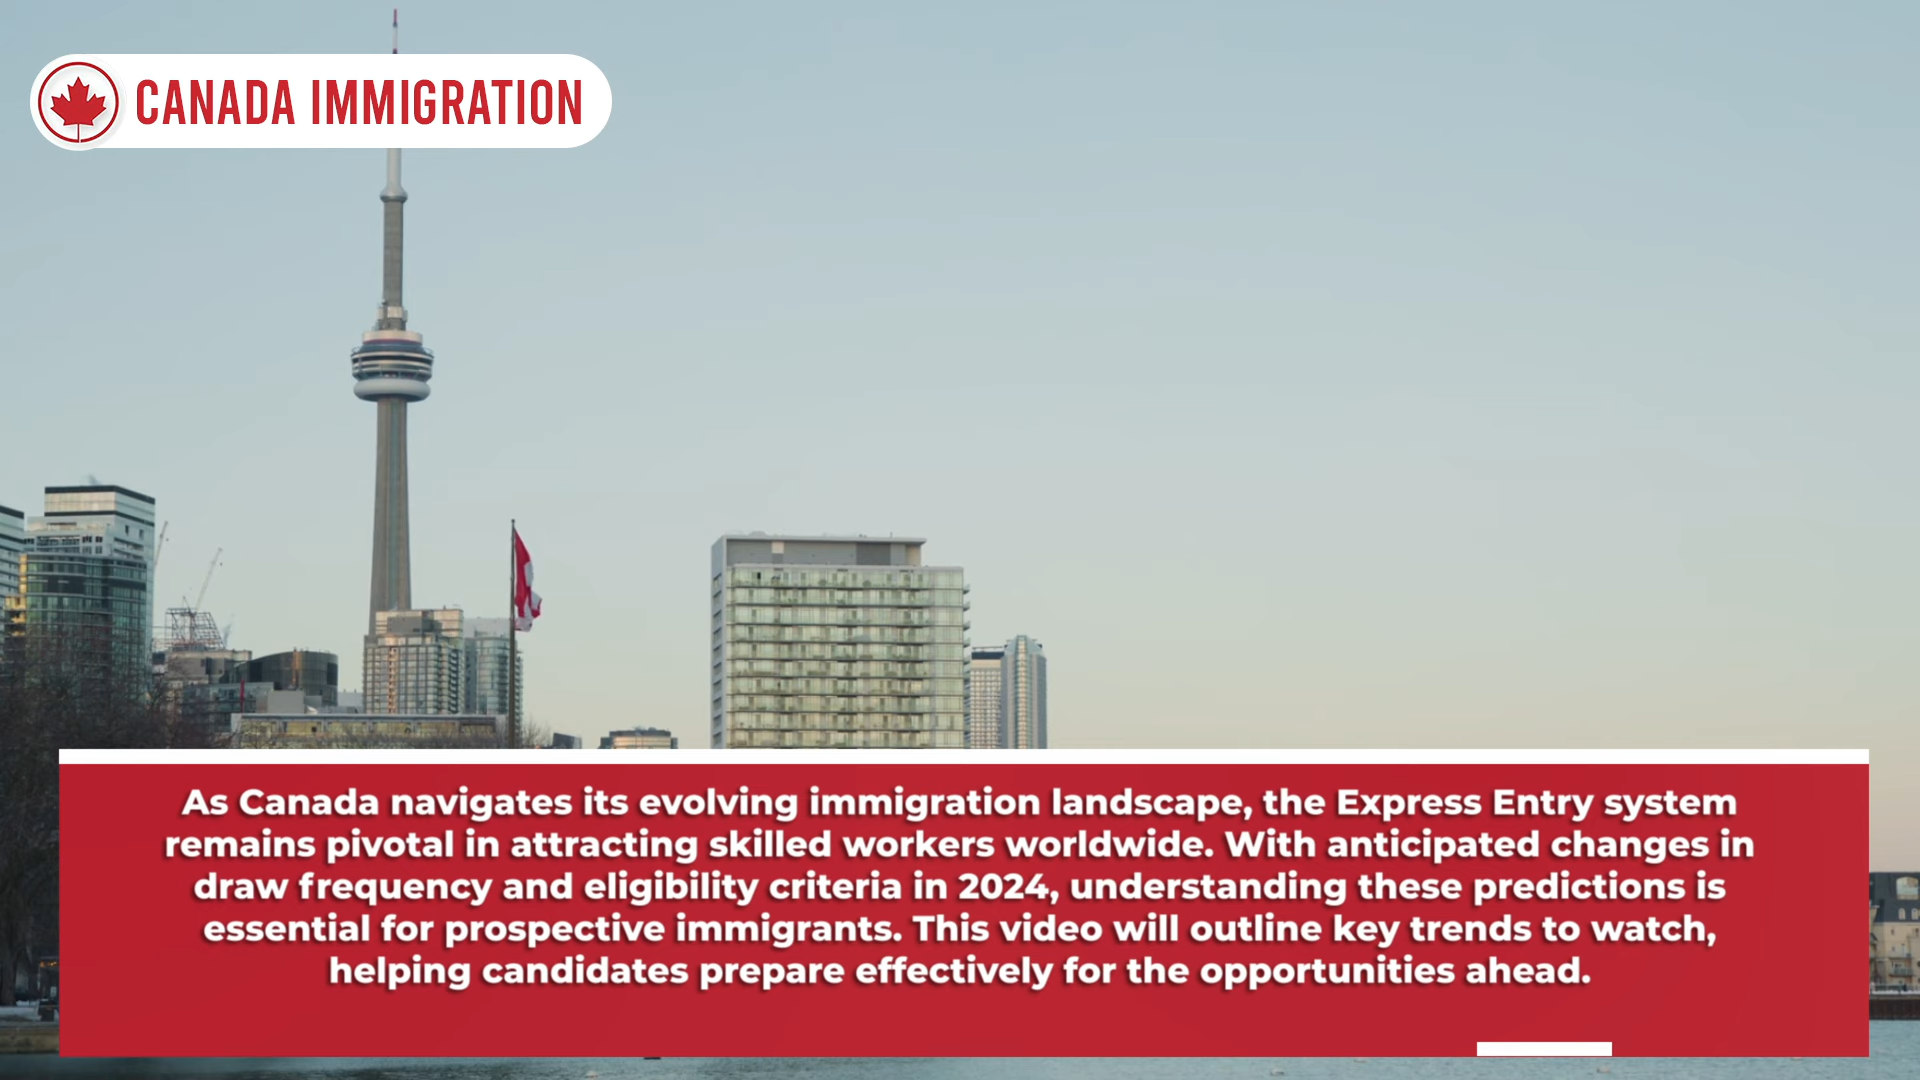 CANADA IMMIGRATION
As Canada navigates its evolving immigration landscape, the Express Entry system
remains pivotal in attracting skilled workers worldwide. With anticipated changes in
draw frequency and eligibility criteria in 2024, understanding these predictions is
essential for prospective immigrants. This video will outline key trends to watch,
helping candidates prepare effectively for the opportunities ahead.